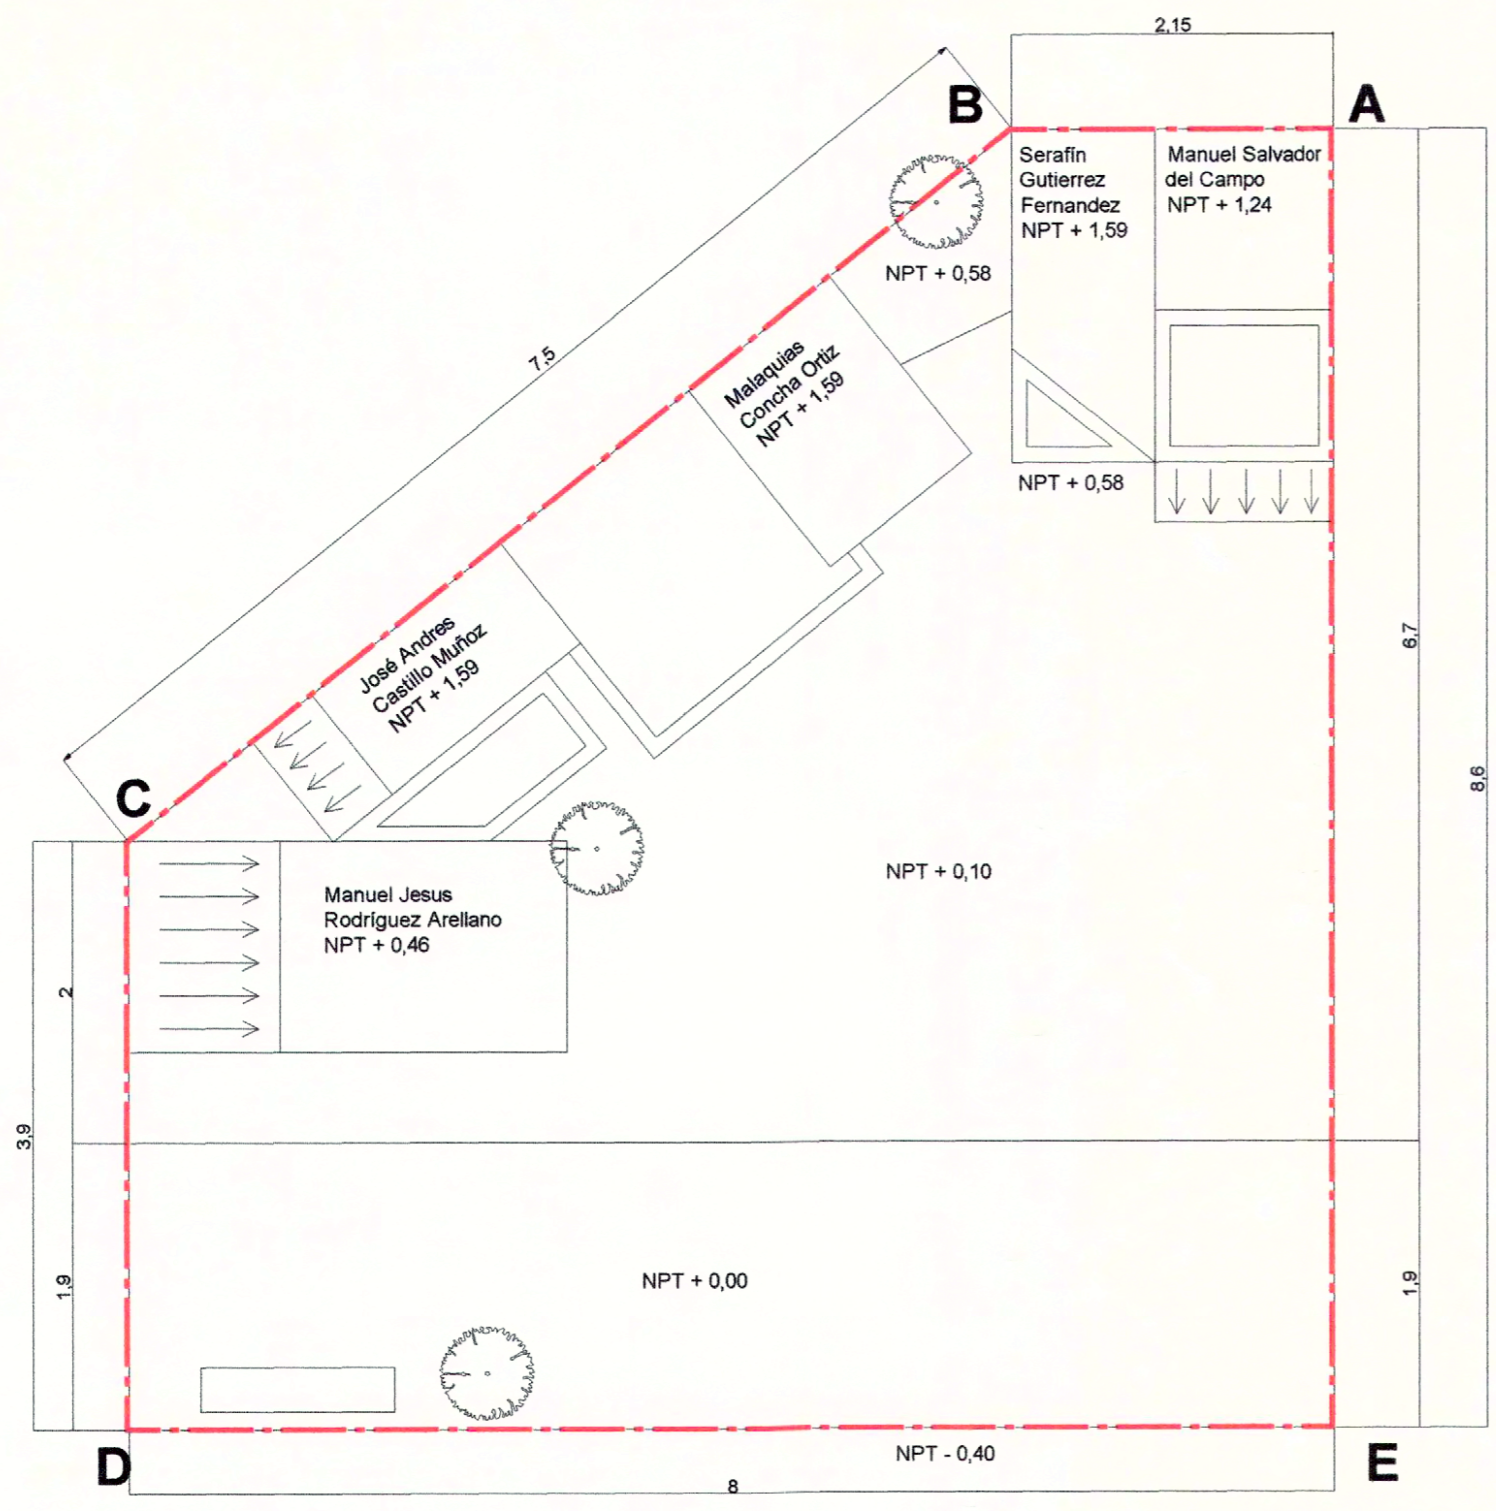 2,15
B
A
Serafín
Gutierrez
Fernandez
NPT + 1,59
Manuel Salvador
del Campo
NPT + 1,24
NPT + 0,58
7,5
Malaquias
Concha Ortiz
NPT + 1,59
NPT + 0,58
José Andres
Castillo Muñoz
NPT + 1,59
6,7
8,6
C
NPT + 0,10
Manuel Jesus
Rodríguez Arellano
NPT + 0,46
2
3,9
1,9
NPT + 0,00
1,9
D
NPT - 0,40
E
8